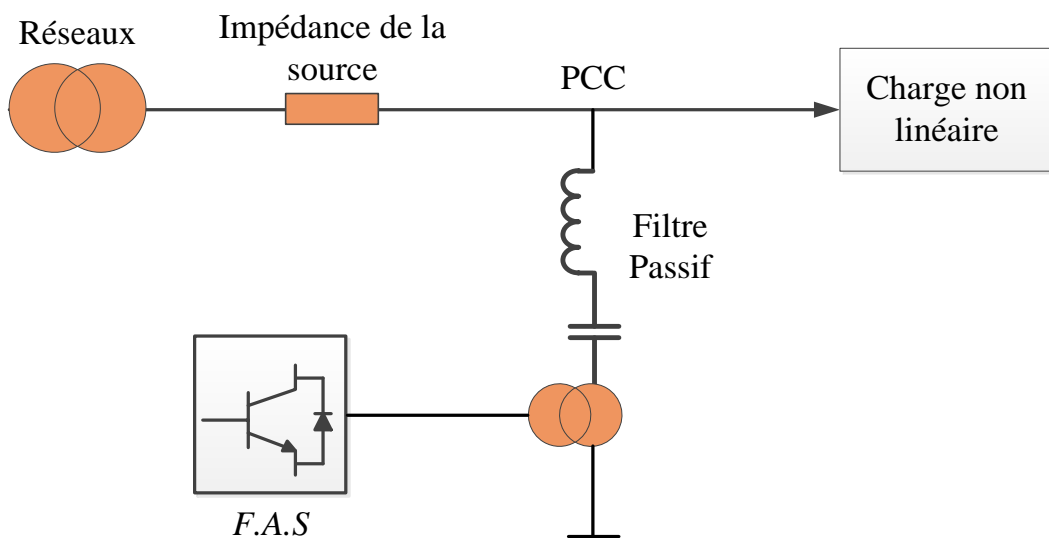 Réseaux
Impédance de la
source
PCC
Charge non
linéaire
Filtre
Passif
F.A.S